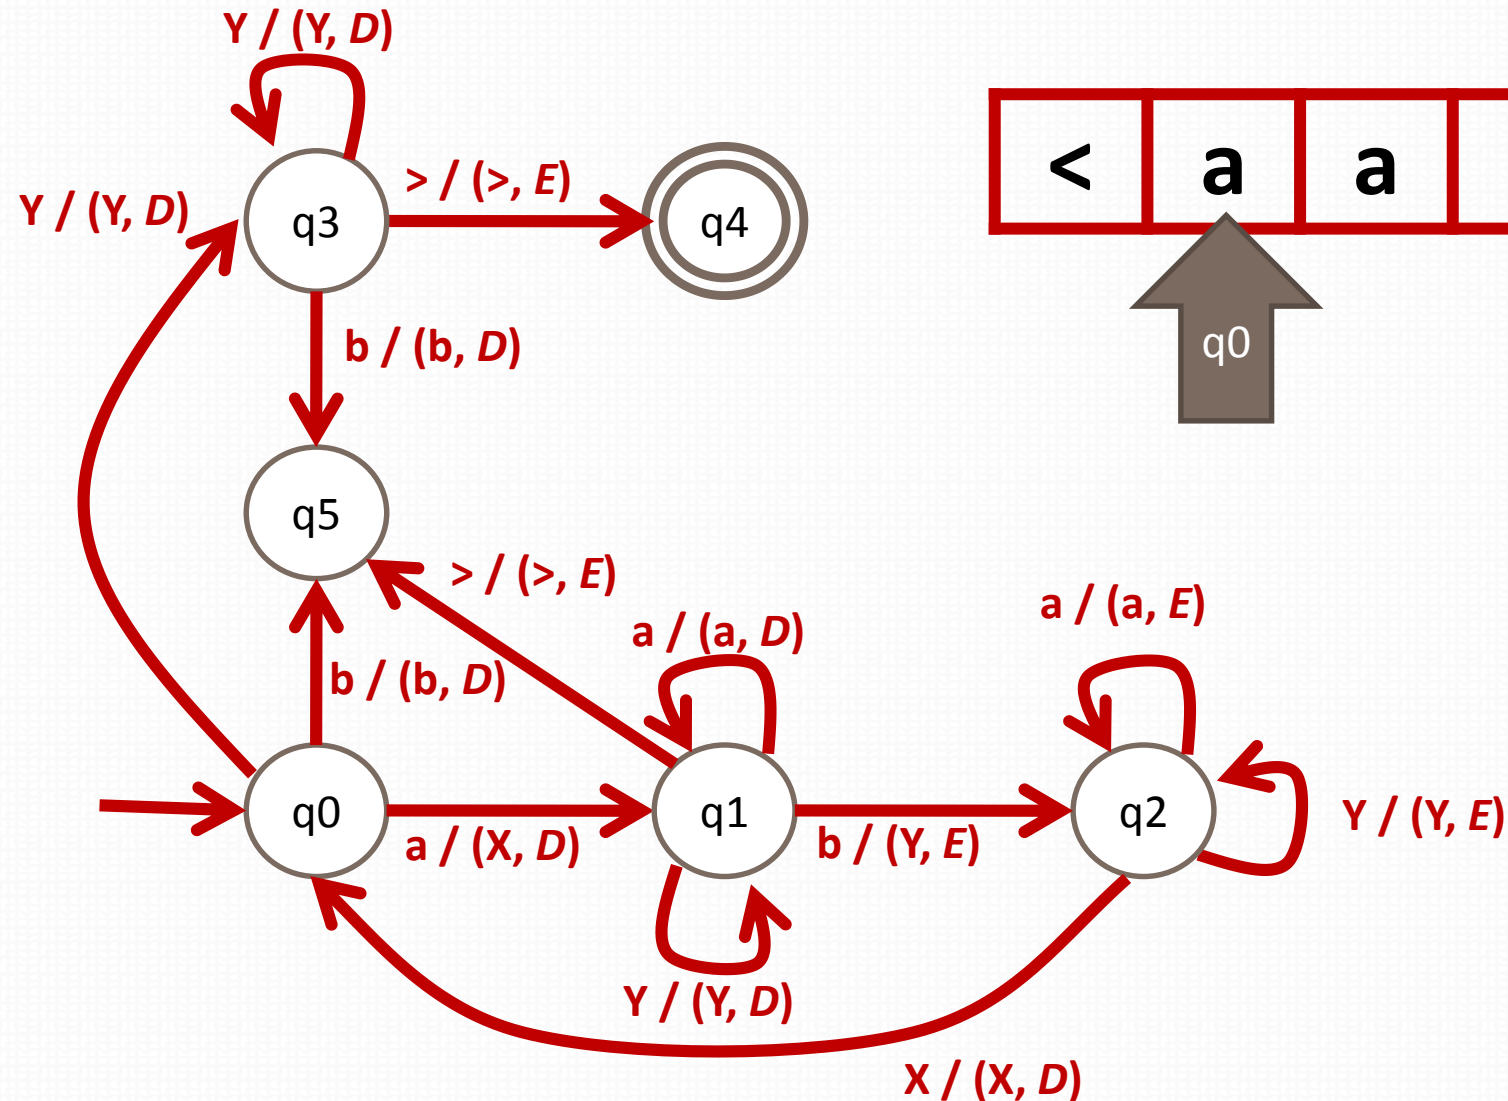 Y / (Y, D)
< a a
Y / (Y, D)
q3
> / (>, E)
q4
b / (b, D)
q0
q5
> / (>, E)
a / (a, D)
a / (a, E)
b / (b, D)
q0
a / (X, D)
q1
b / (Y, E)
q2
Y / (Y, E)
Y / (Y, D)
X / (X, D)